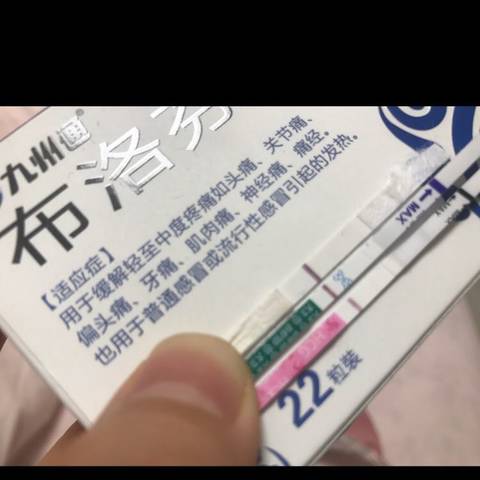 九州通
布洛芬
【适应症】
用于缓解轻至中度疼痛如头痛、关节痛、
偏头痛、牙痛、肌肉痛、神经痛、痛经。
也用于普通感冒或流行性感冒引起的发热。
22粒装
MAX